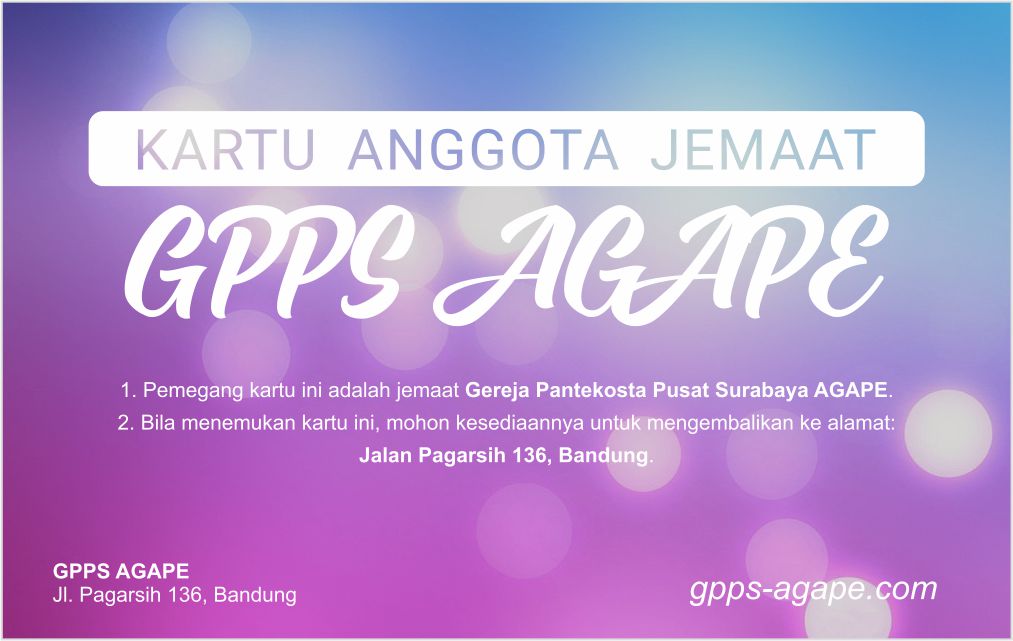 KARTU ANGGOTA JEMAAT
GPPS AGAPE
1. Pemegang kartu ini adalah jemaat Gereja Pantekosta Pusat Surabaya AGAPE.
2. Bila menemukan kartu ini, mohon kesediaannya untuk mengembalikan ke alamat:
Jalan Pagarsih 136, Bandung.
GPPS AGAPE
Jl. Pagarsih 136, Bandung
gpps-agape.com